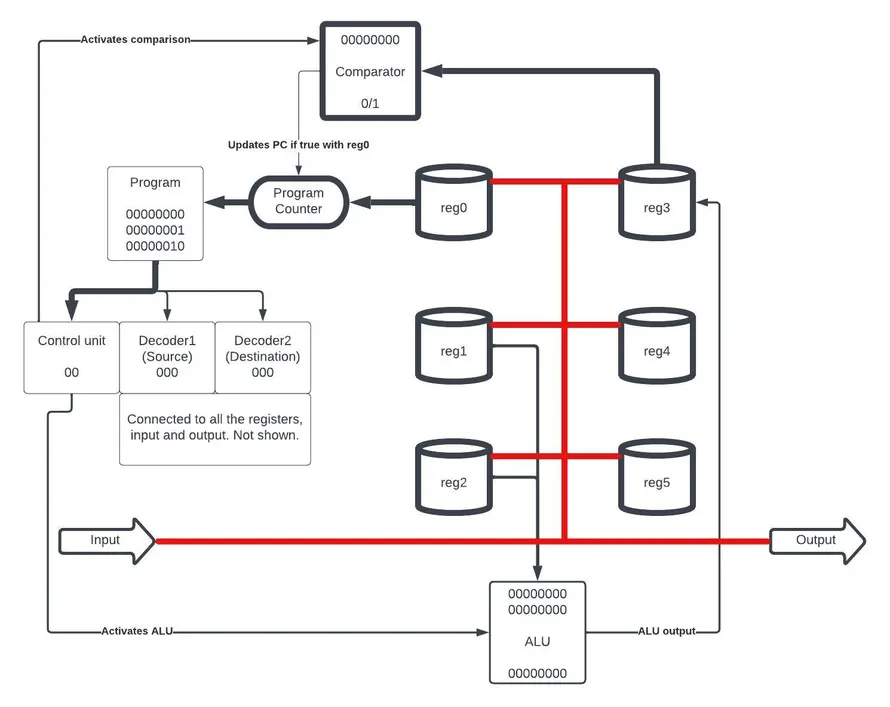 Activates comparison
00000000
Comparator
0/1
Updates PC if true with reg0
Program
00000000
00000001
00000010
Program
Counter
reg0
reg3
Control unit
00
Decoder1
(Source)
000
Decoder2
(Destination)
000
Connected to all the registers,
input and output. Not shown.
reg1
reg4
reg2
reg5
Input
Output
00000000
00000000
ALU
00000000
Activates ALU
ALU output